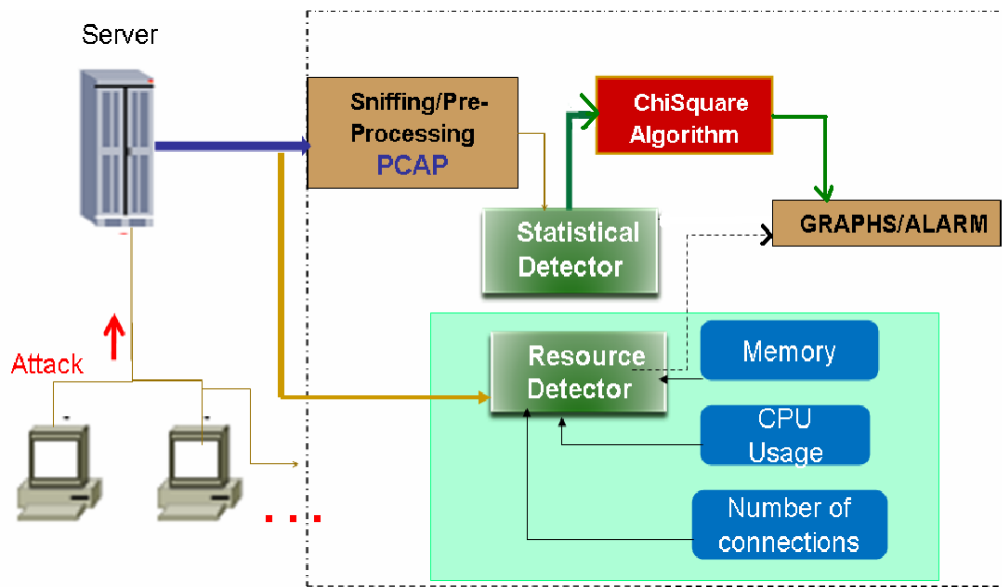 Server
Sniffing/Pre-
Processing
PCAP
ChiSquare
Algorithm
Statistical
Detector
GRAPHS/ALARM
Attack
Resource
Detector
Memory
CPU
Usage
Number of
connections